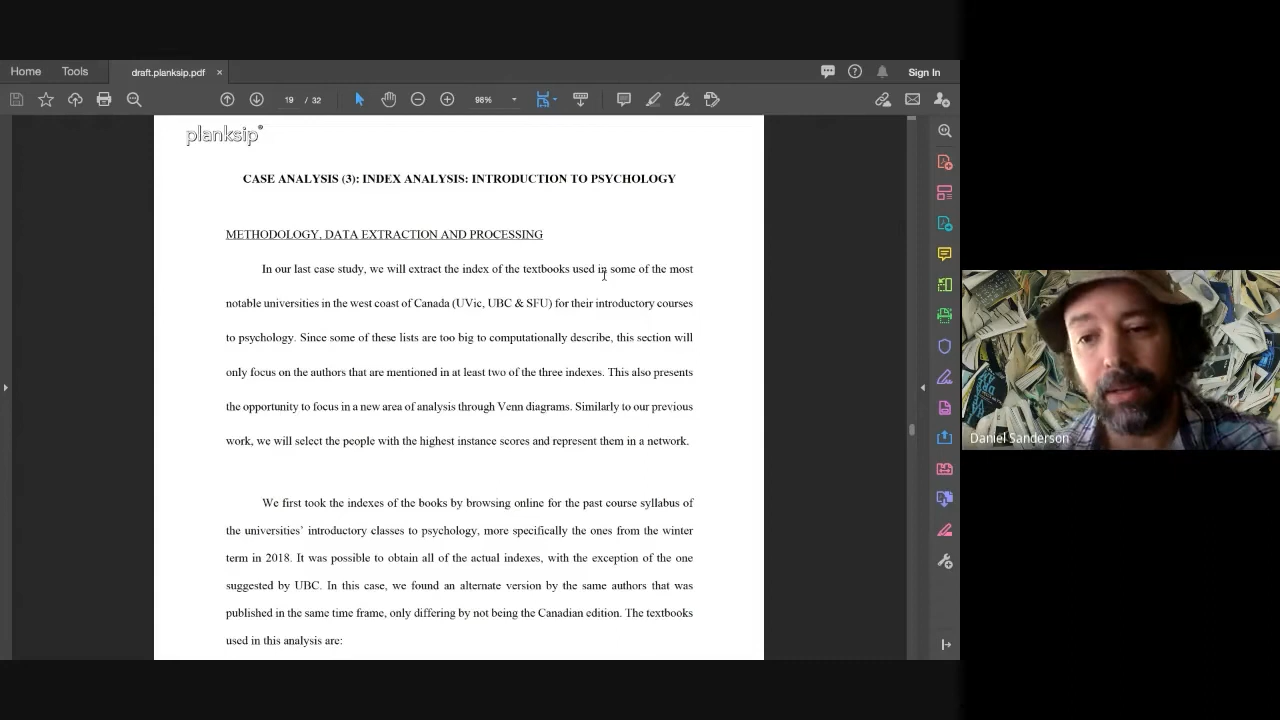 Home Tools draft.planksip.pdf × Sign In
19 / 32 98%
planksip®
CASE ANALYSIS (3): INDEX ANALYSIS: INTRODUCTION TO PSYCHOLOGY
METHODOLOGY, DATA EXTRACTION AND PROCESSING
In our last case study, we will extract the index of the textbooks used in some of the most
notable universities in the west coast of Canada (UVic, UBC & SFU) for their introductory courses
to psychology. Since some of these lists are too big to computationally describe, this section will
only focus on the authors that are mentioned in at least two of the three indexes. This also presents
the opportunity to focus in a new area of analysis through Venn diagrams. Similarly to our previous
work, we will select the people with the highest instance scores and represent them in a network.
We first took the indexes of the books by browsing online for the past course syllabus of
the universities' introductory classes to psychology, more specifically the ones from the winter
term in 2018. It was possible to obtain all of the actual indexes, with the exception of the one
suggested by UBC. In this case, we found an alternate version by the same authors that was
published in the same time frame, only differing by not being the Canadian edition. The textbooks
used in this analysis are:
Daniel Sanderson